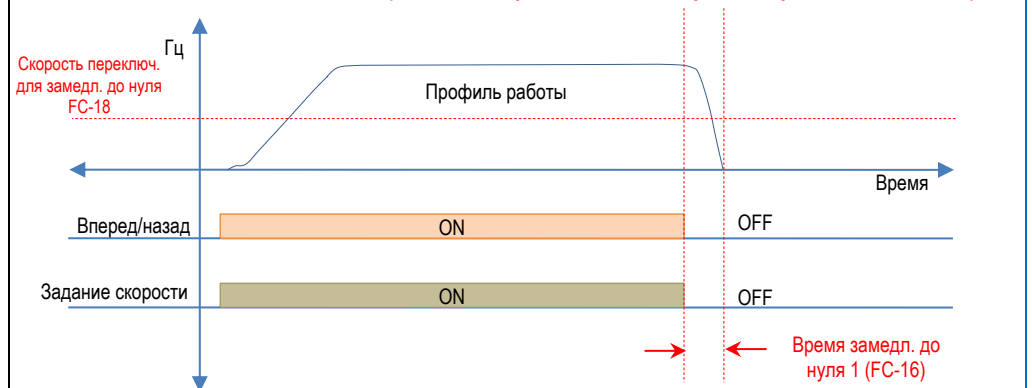 Гц
Скорость переключ.
для замедл. до нуля
FC-18
Профиль работы
Время
Вперед/назад
ON
OFF
Задание скорости
ON
OFF
Время замедл. до
нуля 1 (FC-16)